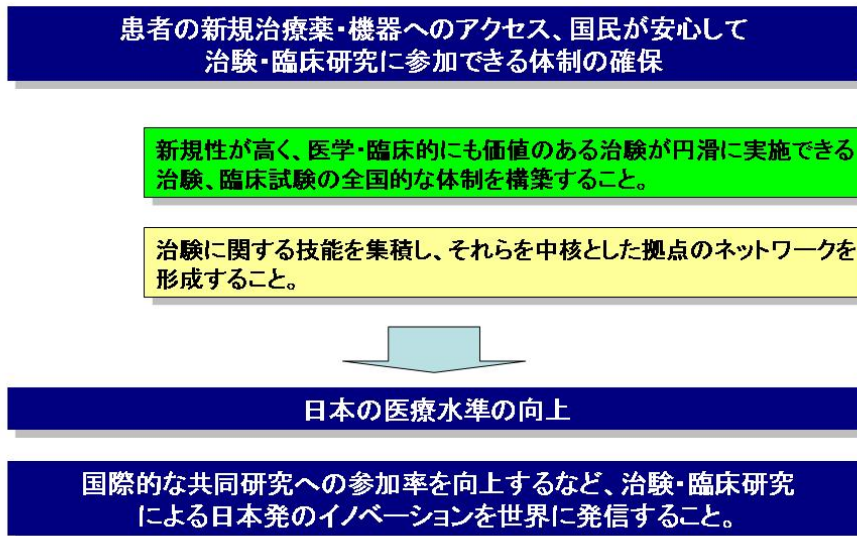 患者の新規治療薬・機器へのアクセス、国民が安心して
治験・臨床研究に参加できる体制の確保
新規性が高く、医学・臨床的にも価値のある治験が円滑に実施できる
治験、臨床試験の全国的な体制を構築すること。
治験に関する技能を集積し、それらを中核とした拠点のネットワークを
形成すること。
日本の医療水準の向上
国際的な共同研究への参加率を向上するなど、治験・臨床研究
による日本発のイノベーションを世界に発信すること。